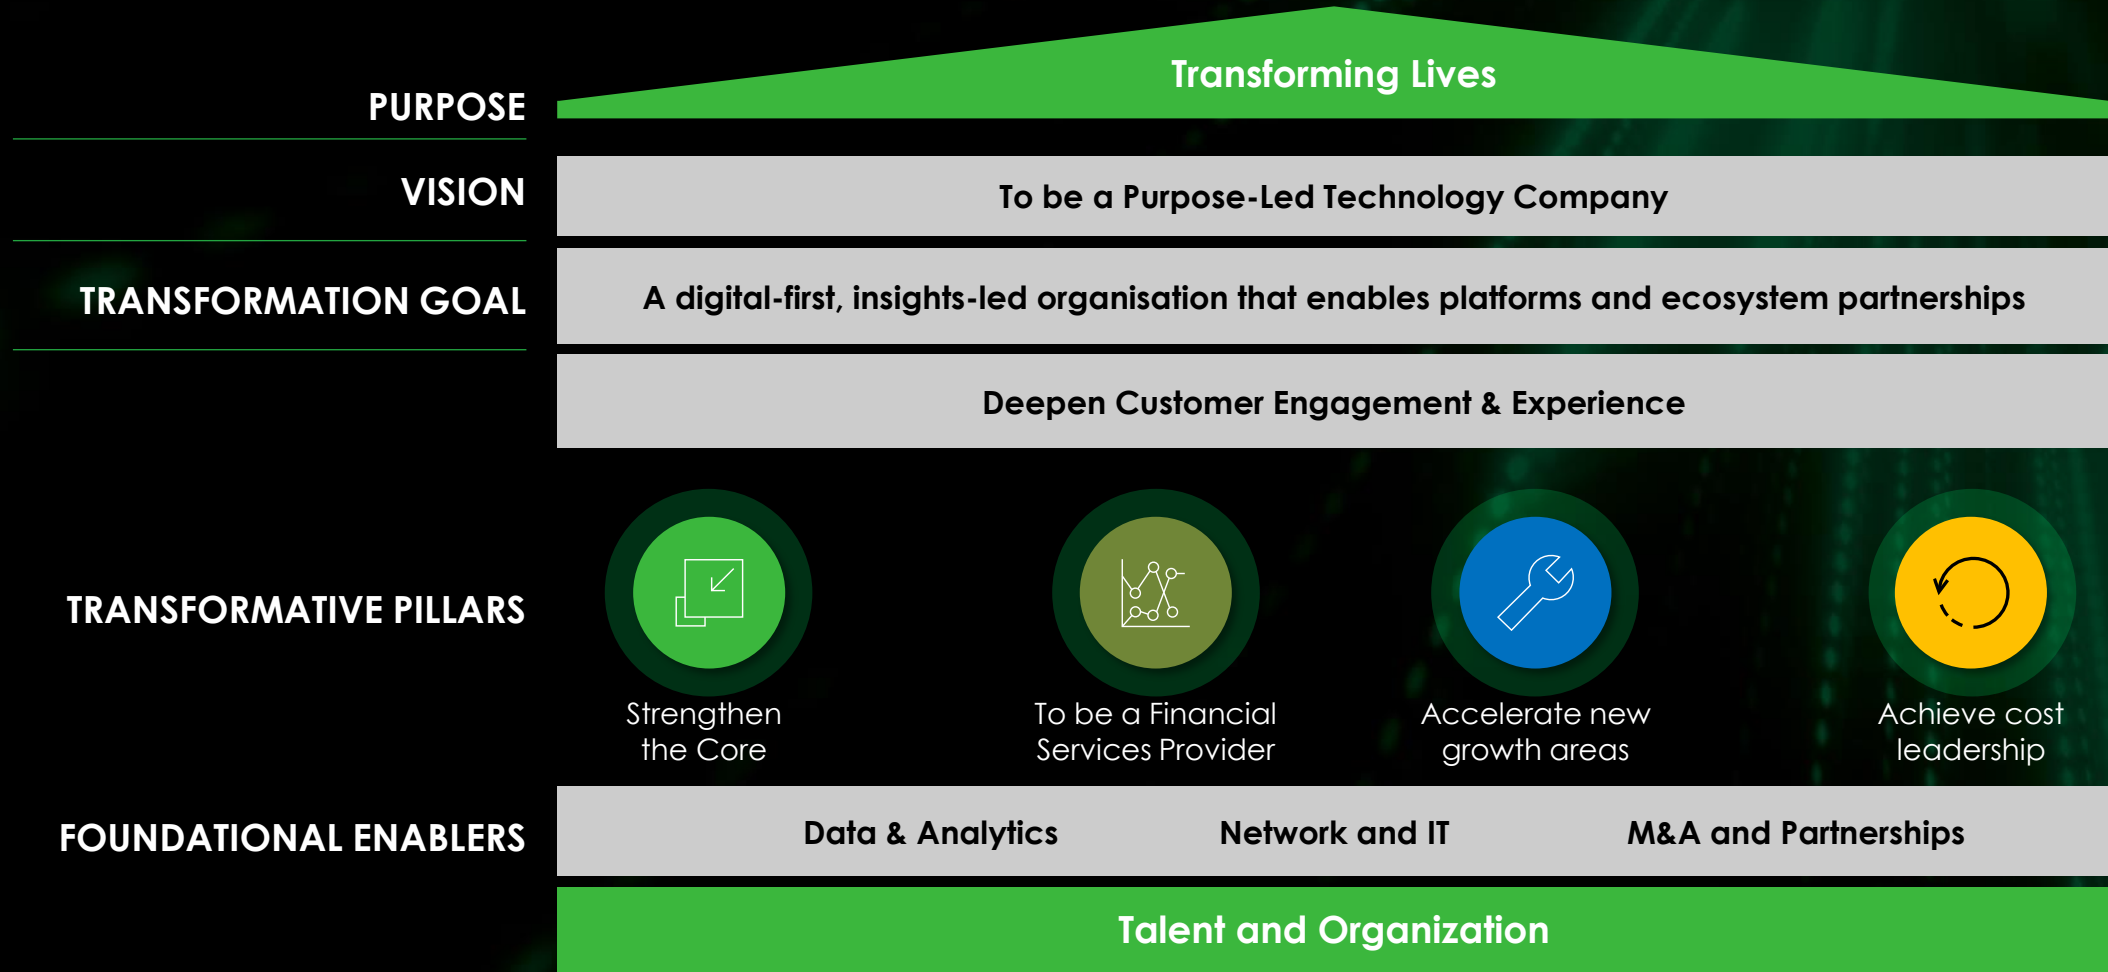 Transforming Lives
PURPOSE
VISION
To be a Purpose-Led Technology Company
TRANSFORMATION GOAL
A digital-first, insights-led organisation that enables platforms and ecosystem partnerships
Deepen Customer Engagement & Experience
TRANSFORMATIVE PILLARS
Strengthen
the Core
To be a Financial
Services Provider
Accelerate new
growth areas
Achieve cost
leadership
FOUNDATIONAL ENABLERS
Data & Analytics
Network and IT
M&A and Partnerships
Talent and Organization